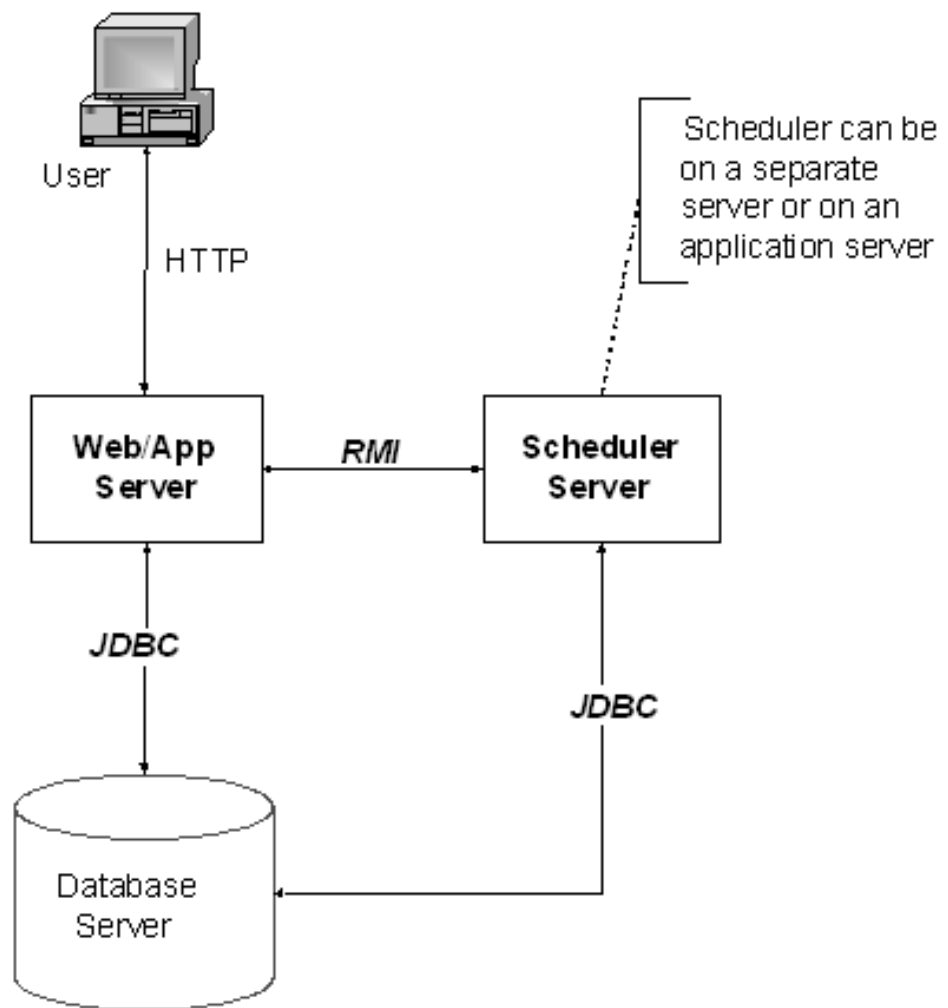 User
Scheduler can be
on a separate
server or on an
application server
HTTP
Web/App
Server
RMI
Scheduler
Server
JDBC
JDBC
Database
Server